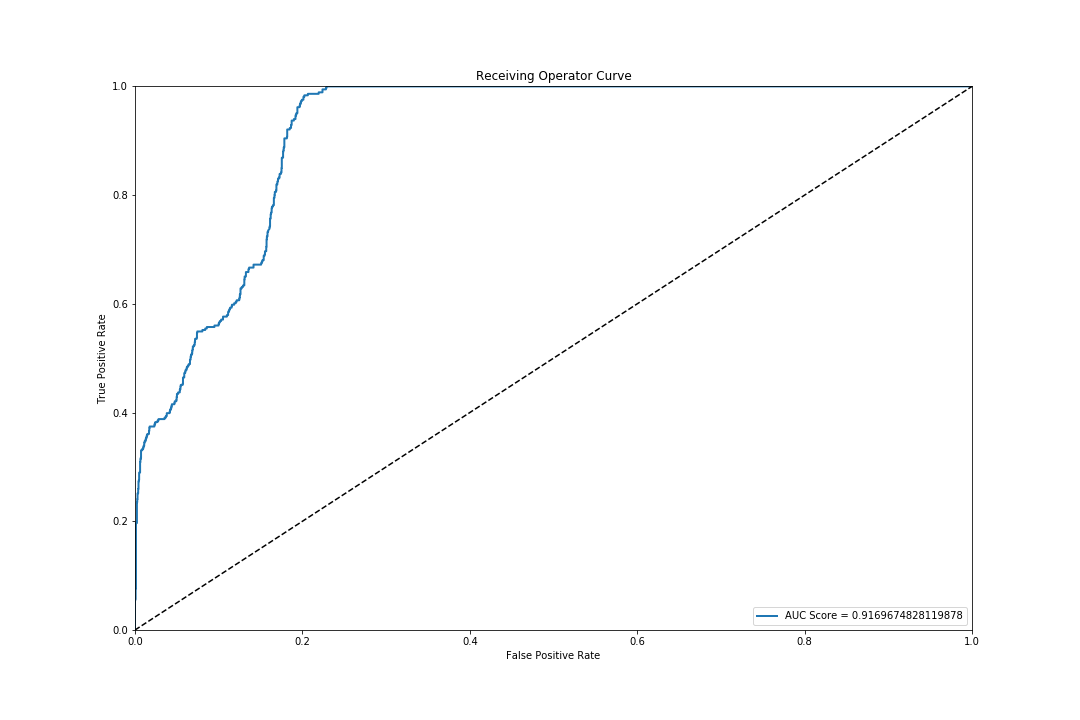 Receiving Operator Curve
1.0
0.8
0.6
0.4
0.2
0.0
True Positive Rate
0.0 0.2 0.4 0.6 0.8 1.0
False Positive Rate
AUC Score = 0.9169674828119878